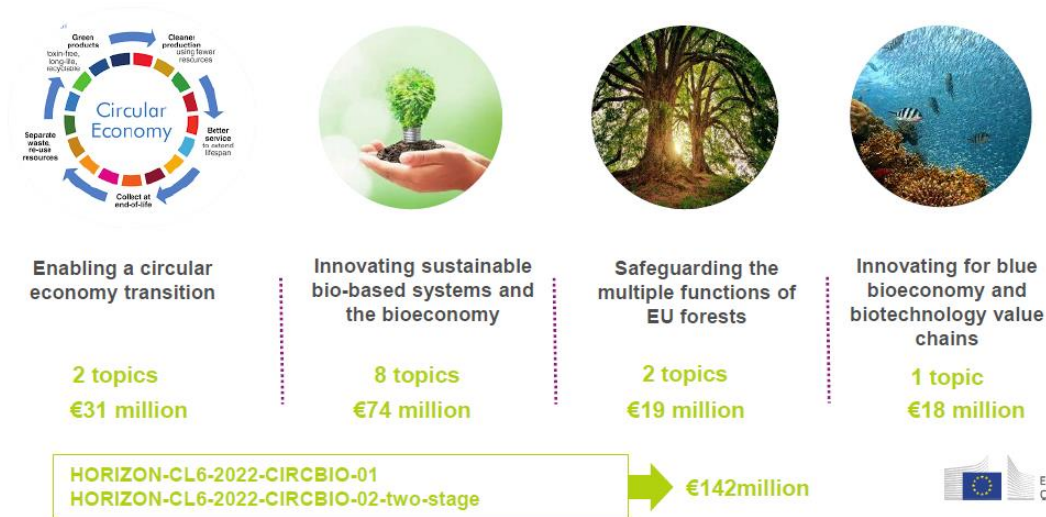 Green
products
toxin-free,
long-life,
recyclable
Cleaner
production
using fewer
resources
Circular
Economy
Separate
waste,
re-use
resources
Better
service
to extend
lifespan
Collect at
end-of-life
Enabling a circular
economy transition
2 topics
€31 million
Innovating sustainable
bio-based systems and
the bioeconomy
8 topics
€74 million
Safeguarding the
multiple functions of
EU forests
2 topics
€19 million
Innovating for blue
bioeconomy and
biotechnology value
chains
1 topic
€18 million
HORIZON-CL6-2022-CIRCBIO-01
HORIZON-CL6-2022-CIRCBIO-02-two-stage
€142million